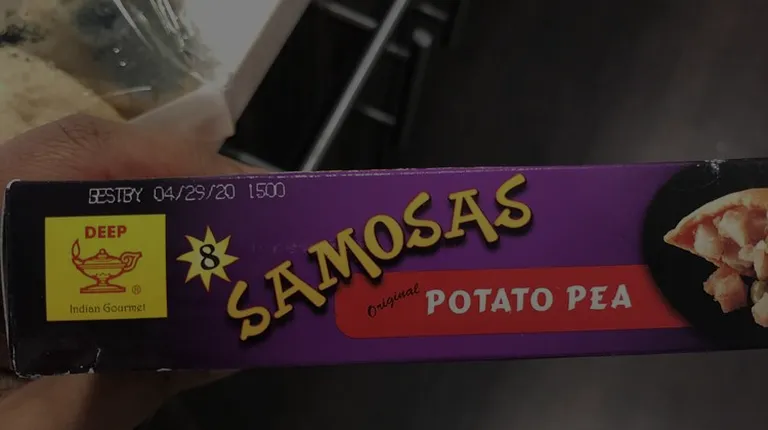 BESTBY 04/29/20 1500
DEEP
®
Indian Gourmet
8
SAMOSAS
Original POTATO PEA